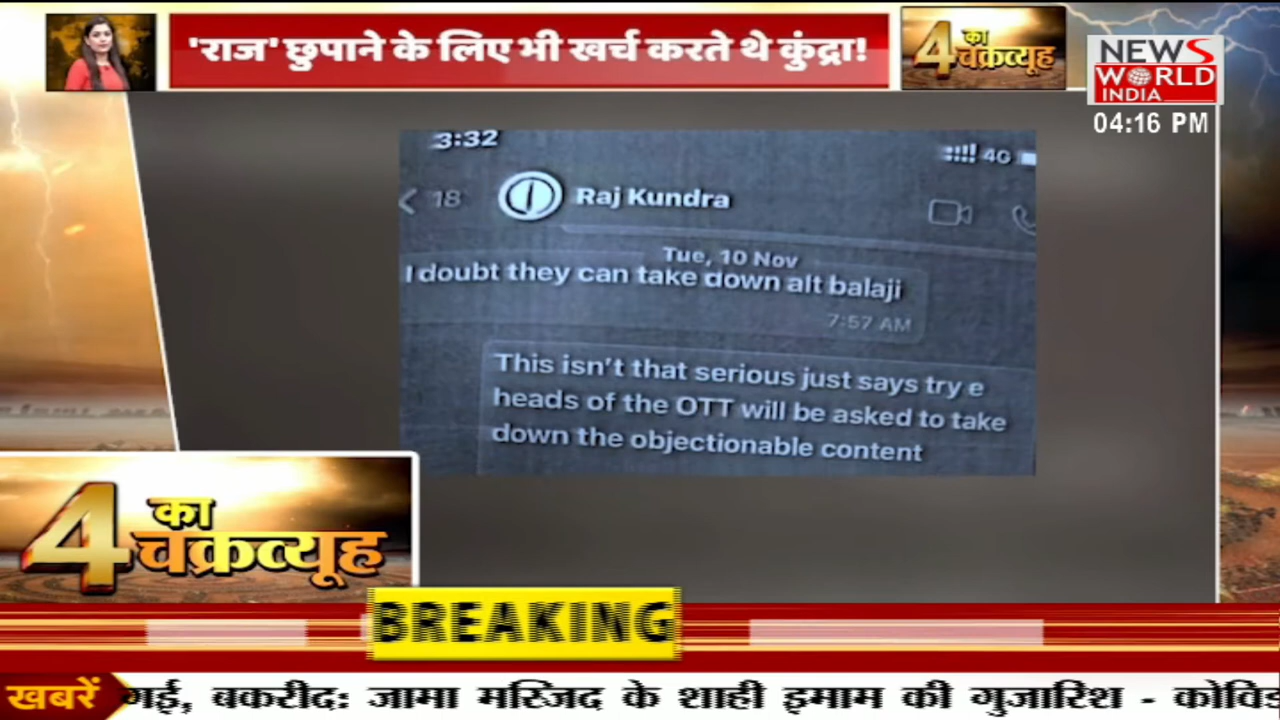 'राज' छुपाने के लिए भी खर्च करते थे कुंद्रा!
4 का
चक्रव्यूह
NEWS
WORLD
INDIA
04:16 PM
3:32
4G
18
Raj Kundra
Tue, 10 Nov
I doubt they can take down alt balaji
7:57 AM
This isn't that serious just says try e
heads of the OTT will be asked to take
down the objectionable content
4 का
चक्रव्यूह
BREAKING
खबरें
गई, बकरीद: जामा मस्जिद के शाही इमाम की गुजारिश - कोविड